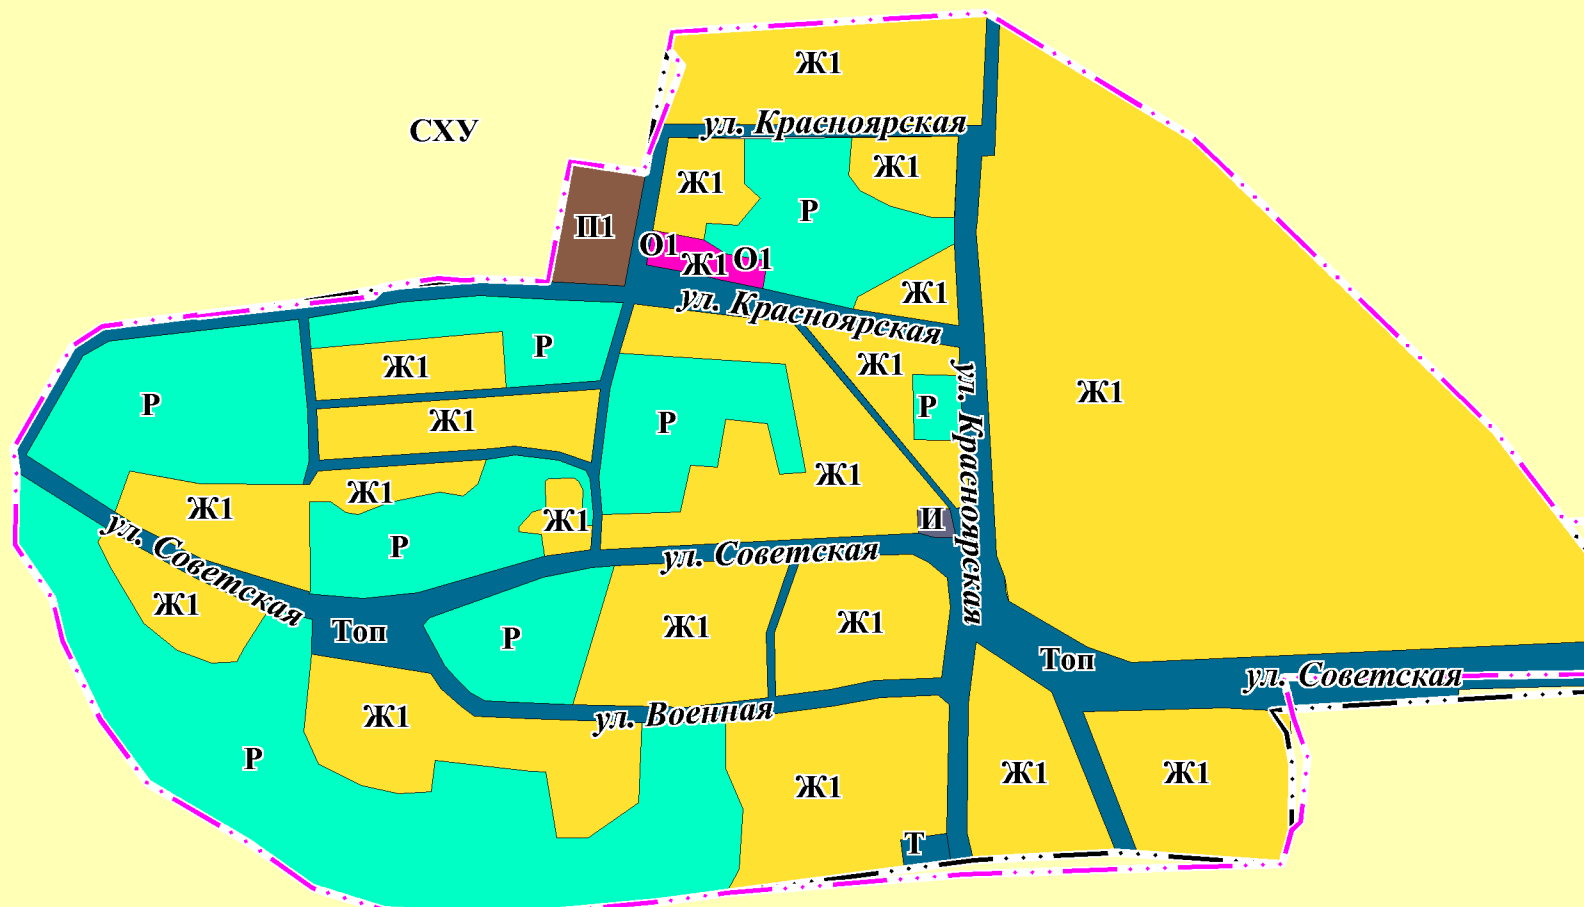 Ж1
СХУ
ул. Красноярская
Ж1
Ж1
Р
П1
О1
Ж1
О1
Ж1
ул. Красноярская
Р
Ж1
Ж1
Ж1
Р
Р
Ж1
Р
ул. Красноярская
Ж1
Ж1
Ж1
Ж1
Ж1
И
Р
ул. Советская
ул. Советская
Ж1
Топ
Р
Ж1
Ж1
Топ
ул. Советская
Ж1
ул. Военная
Р
Ж1
Ж1
Ж1
Т